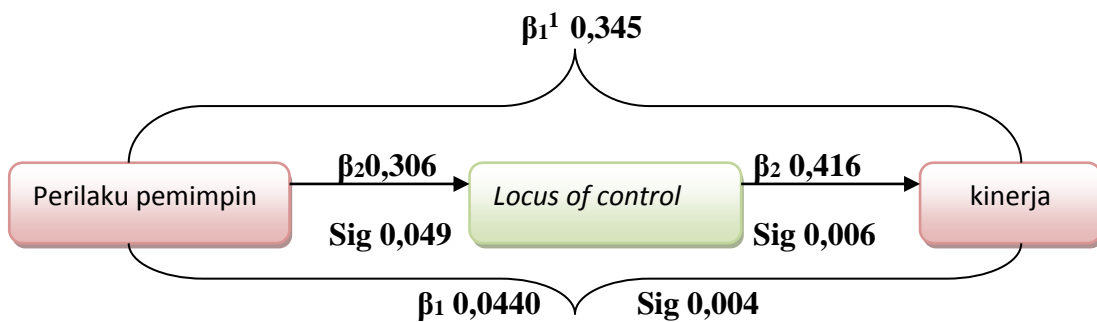 β₁¹ 0,345
β₂0,306
β₂ 0,416
Perilaku pemimpin
Locus of control
kinerja
Sig 0,049
Sig 0,006
β₁ 0,0440 Sig 0,004